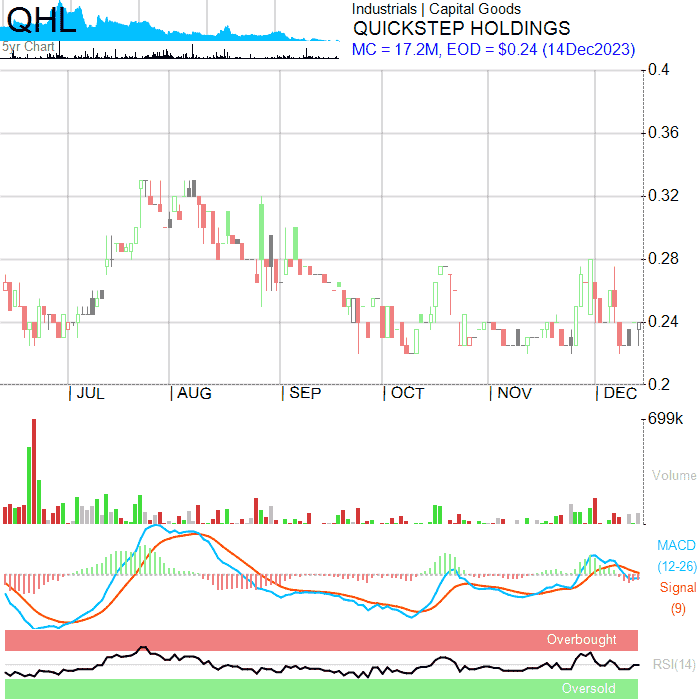 QHL
5yr Chart
Industrials | Capital Goods
QUICKSTEP HOLDINGS
MC = 17.2M, EOD = $0.24 (14Dec2023)
0.4
0.36
0.32
0.28
0.24
0.2
JUL AUG SEP OCT NOV DEC
699k
Volume
MACD
(12-26)
Signal
(9)
Overbought
RSI(14)
Oversold